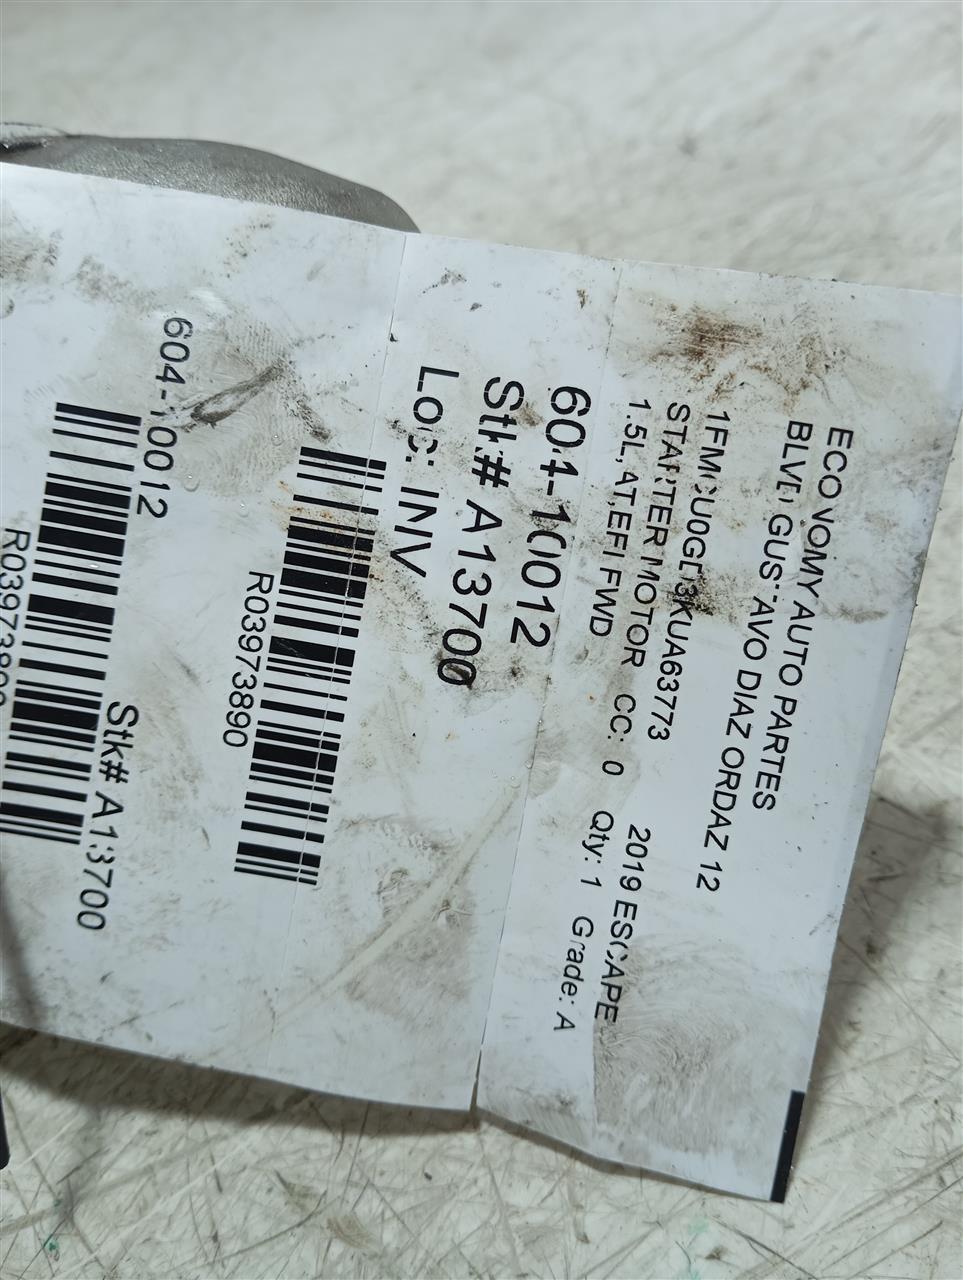 ECONOMY AUTO PARTES
BLVD GUSTAVO DIAZ ORDAZ 12
1FMCU0GD3KUA63773
STARTER MOTOR CC: 0 2019 ESCAPE
1.5L,AT,EFI FWD Qty: 1 Grade: A
604-10012
Stk# A13700
Loc: INV
R03973890
604-10012 Stk# A13700
R03973890